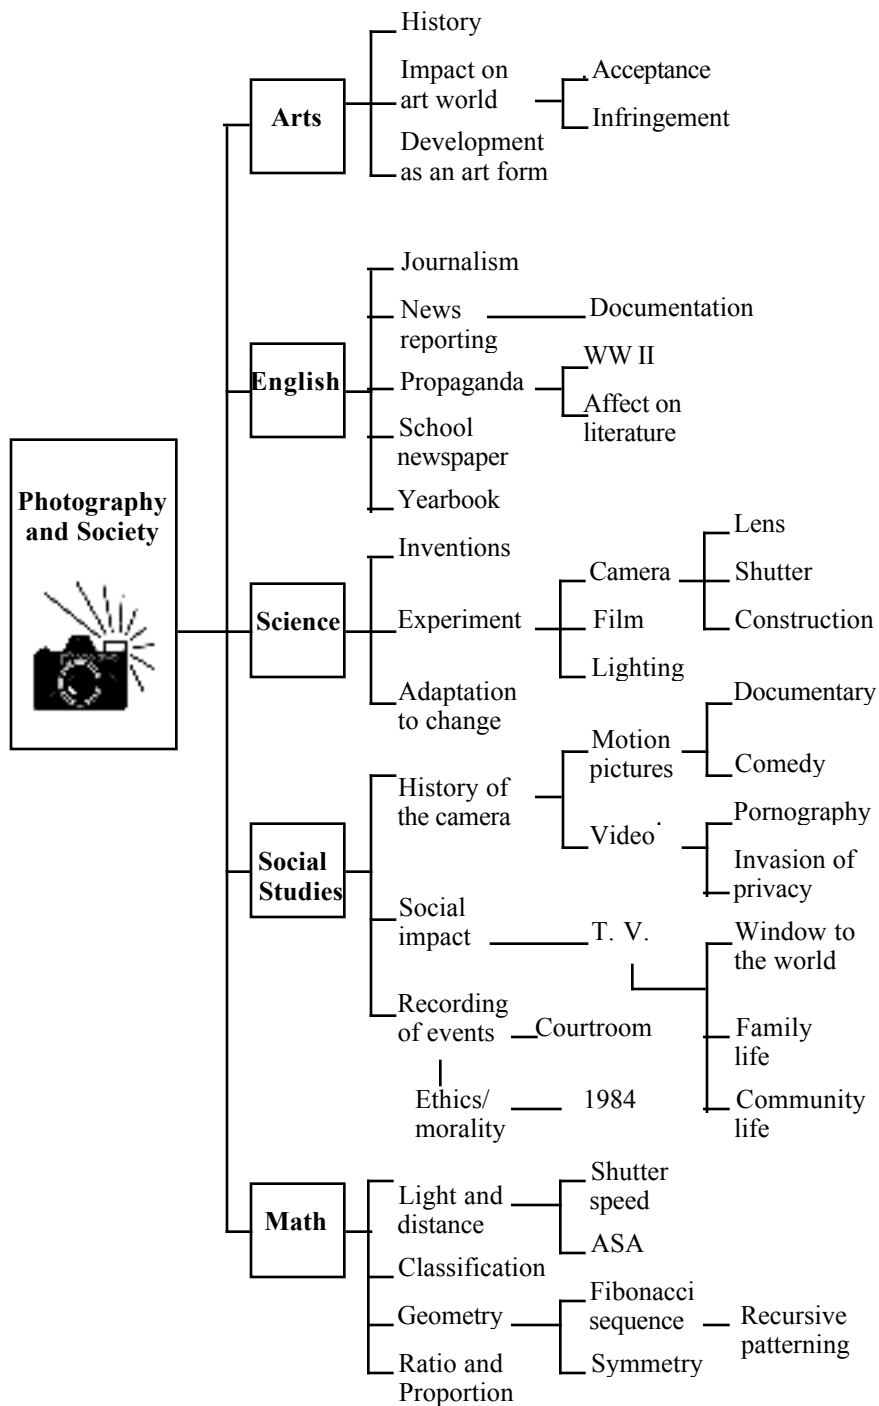 Photography
and Society
Arts
History
Impact on
art world
Acceptance
Infringement
Development
as an art form
English
Journalism
News
reporting
Documentation
Propaganda
WW II
Affect on
literature
School
newspaper
Yearbook
Science
Inventions
Experiment
Camera
Lens
Shutter
Construction
Film
Lighting
Adaptation
to change
Social
Studies
History of
the camera
Motion
pictures
Documentary
Comedy
Video
Pornography
Invasion of
privacy
Social
impact
T. V.
Window to
the world
Family
life
Community
life
Recording
of events
Courtroom
Ethics/
morality
1984
Math
Light and
distance
Shutter
speed
ASA
Classification
Geometry
Fibonacci
sequence
Recursive
patterning
Symmetry
Ratio and
Proportion